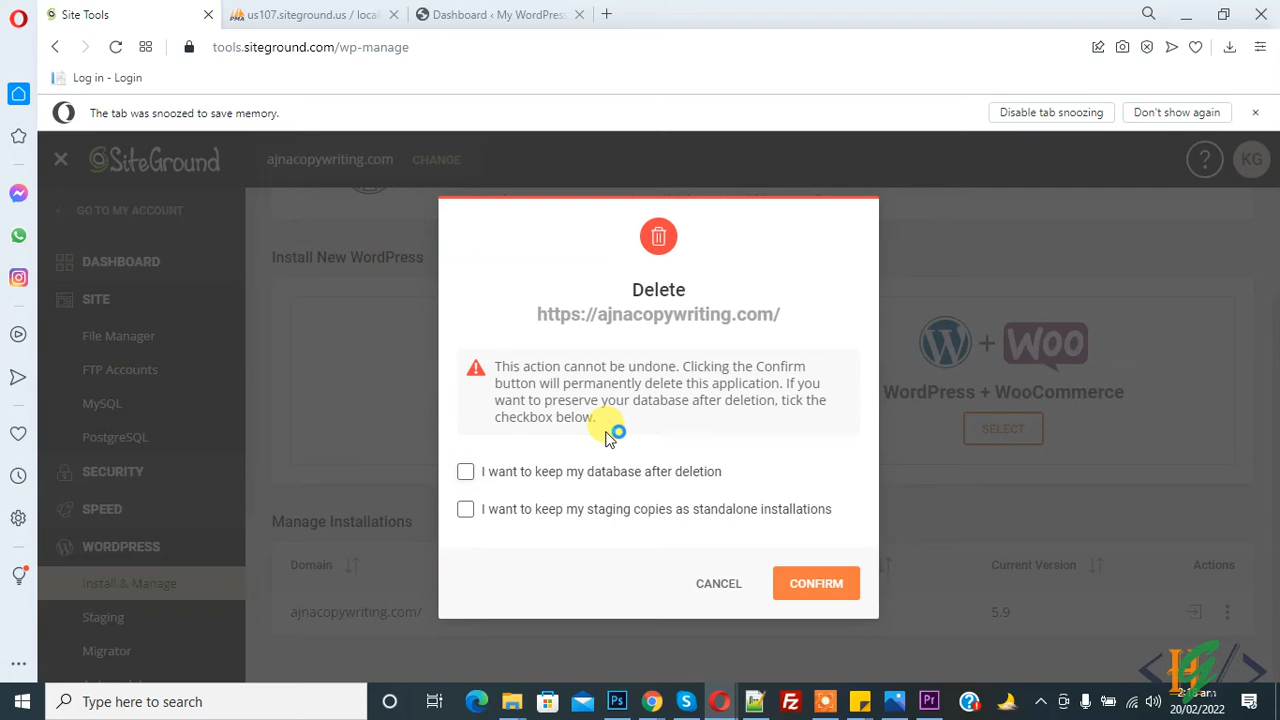 Site Tools
us107.siteground.us / local
Dashboard ‹ My WordPress
tools.siteground.com/wp-manage
Log in - Login
The tab was snoozed to save memory.
Disable tab snoozing
Don't show again
SiteGround
ajnacopywriting.com
CHANGE
KG
GO TO MY ACCOUNT
DASHBOARD
SITE
File Manager
FTP Accounts
MySQL
PostgreSQL
SECURITY
SPEED
WORDPRESS
Install & Manage
Staging
Migrator
Install New WordPress
Woo
WordPress + WooCommerce
SELECT
Manage Installations
Domain
Current Version
Actions
ajnacopywriting.com/
5.9
Delete
https://ajnacopywriting.com/
This action cannot be undone. Clicking the Confirm
button will permanently delete this application. If you
want to preserve your database after deletion, tick the
checkbox below.
I want to keep my database after deletion
I want to keep my staging copies as standalone installations
CANCEL
CONFIRM
Type here to search
20/02/2022